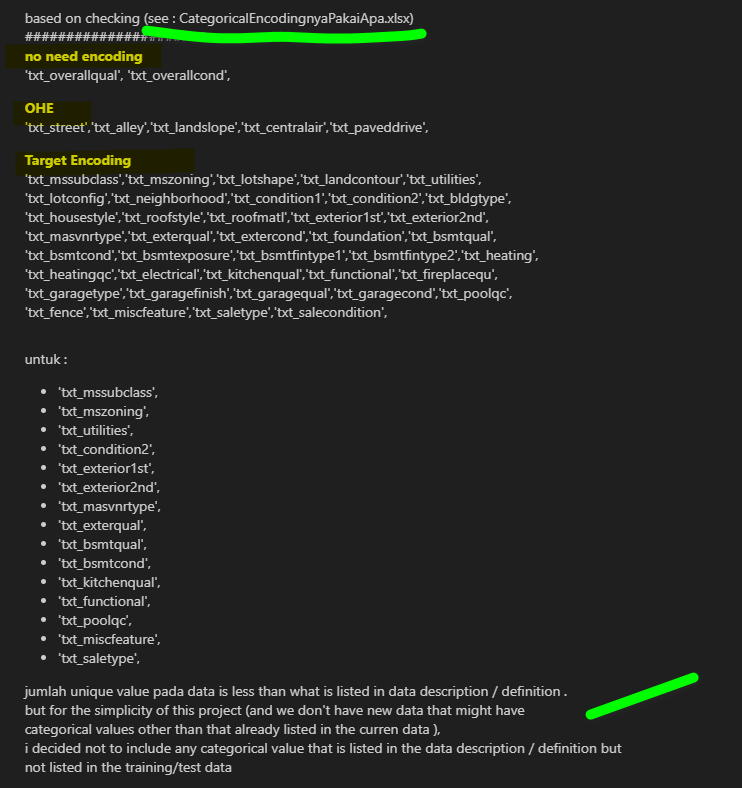 based on checking (see : CategoricalEncodingnyaPakaiApa.xlsx)
######################
no need encoding
'txt_overallqual', 'txt_overallcond',
OHE
'txt_street','txt_alley','txt_landslope','txt_centralair','txt_paveddrive',
Target Encoding
'txt_mssubclass','txt_mszoning','txt_lotshape','txt_landcontour','txt_utilities',
'txt_lotconfig','txt_neighborhood','txt_condition1','txt_condition2','txt_bldgtype',
'txt_housestyle','txt_roofstyle','txt_roofmatl','txt_exterior1st','txt_exterior2nd',
'txt_masvnrtype','txt_exterqual','txt_extercond','txt_foundation','txt_bsmtqual',
'txt_bsmtcond','txt_bsmtexposure','txt_bsmtfintype1','txt_bsmtfintype2','txt_heating',
'txt_heatingqc','txt_electrical','txt_kitchenqual','txt_functional','txt_fireplacequ',
'txt_garagetype','txt_garagefinish','txt_garagequal','txt_garagecond','txt_poolqc',
'txt_fence','txt_miscfeature','txt_saletype','txt_salecondition',
untuk :
• 'txt_mssubclass',
• 'txt_mszoning',
• 'txt_utilities',
• 'txt_condition2',
• 'txt_exterior1st',
• 'txt_exterior2nd',
• 'txt_masvnrtype',
• 'txt_exterqual',
• 'txt_bsmtqual',
• 'txt_bsmtcond',
• 'txt_kitchenqual',
• 'txt_functional',
• 'txt_poolqc',
• 'txt_miscfeature',
• 'txt_saletype',
jumlah unique value pada data is less than what is listed in data description / definition .
but for the simplicity of this project (and we don't have new data that might have
categorical values other than that already listed in the curren data ),
i decided not to include any categorical value that is listed in the data description / definition but
not listed in the training/test data